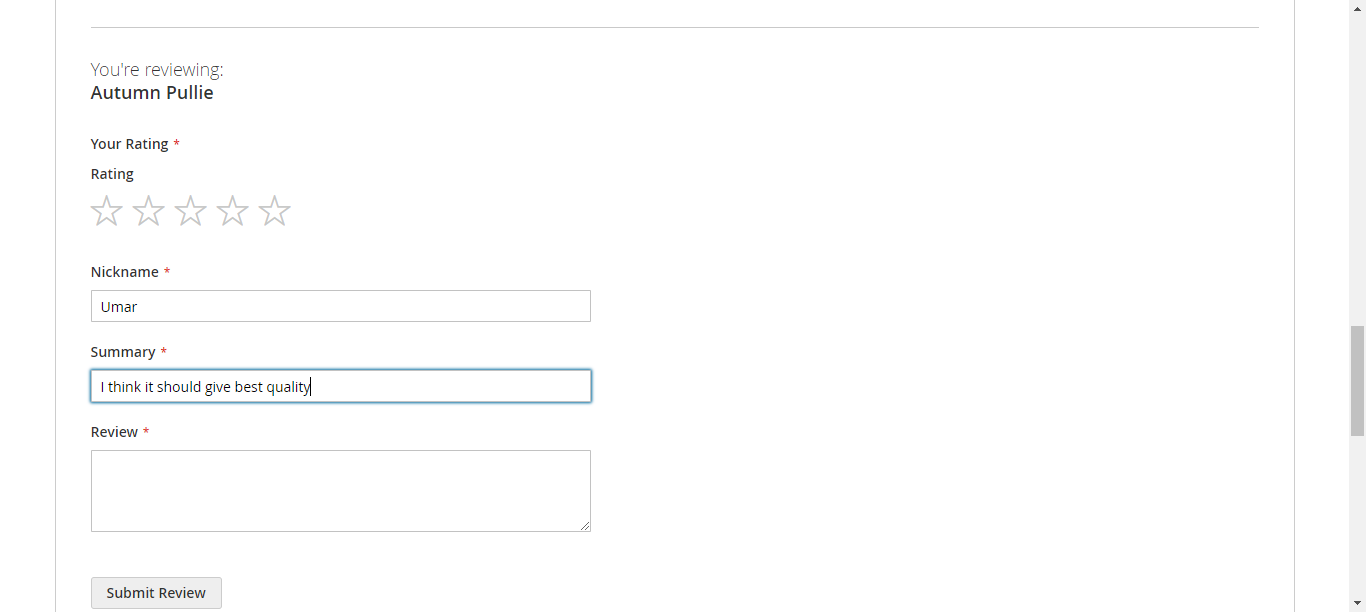 You're reviewing:
Autumn Pullie
Your Rating *
Rating
Nickname *
Umar
Summary *
I think it should give best quality
Review *
Submit Review